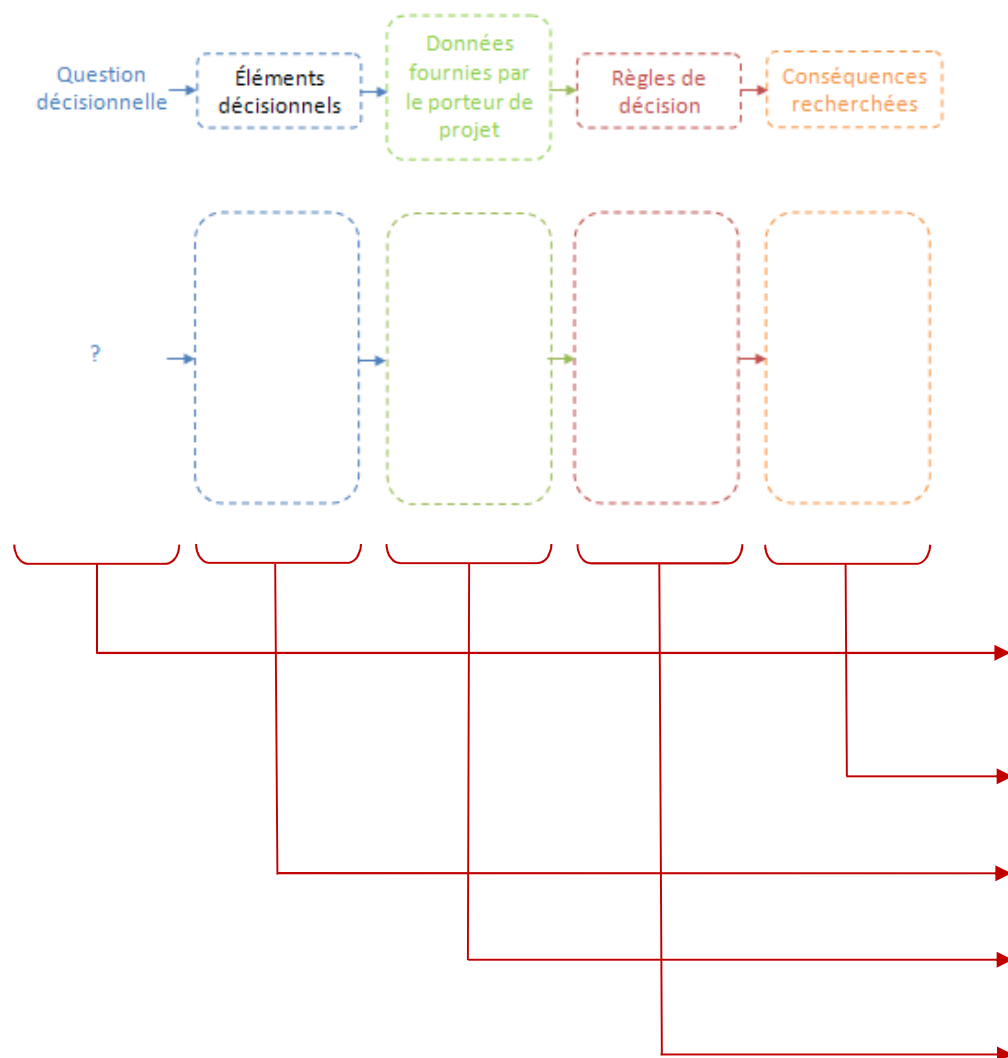 Question
décisionnelle
Éléments
décisionnels
Données
fournies par
le porteur de
projet
Règles de
décision
Conséquences
recherchées
?